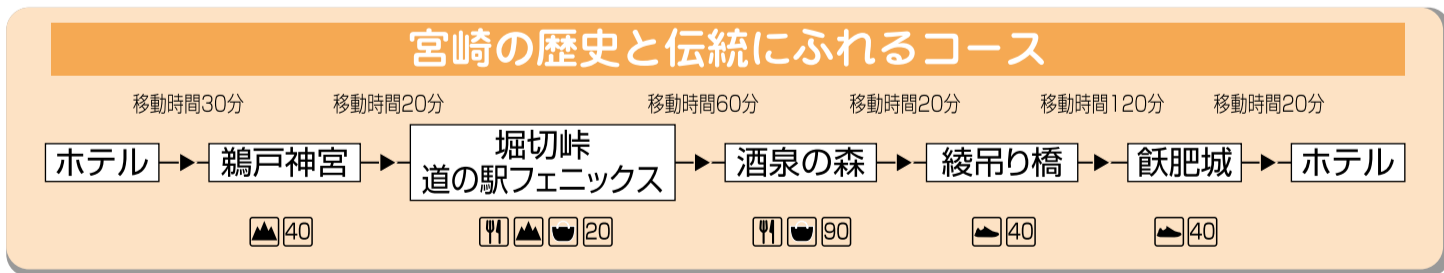 宮崎の歴史と伝統にふれるコース
移動時間30分 移動時間20分 移動時間60分 移動時間20分 移動時間120分 移動時間20分
ホテル
鵜戸神宮
堀切峠
道の駅フェニックス
酒泉の森
綾吊り橋
飫肥城
ホテル
40 20 90 40 40